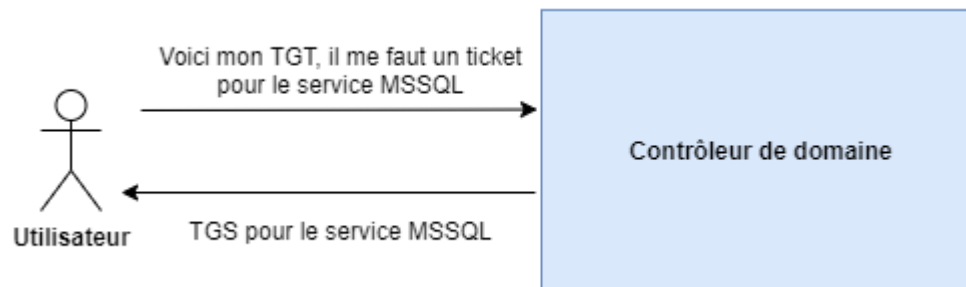 Voici mon TGT, il me faut un ticket
pour le service MSSQL
Contrôleur de domaine
TGS pour le service MSSQL
Utilisateur